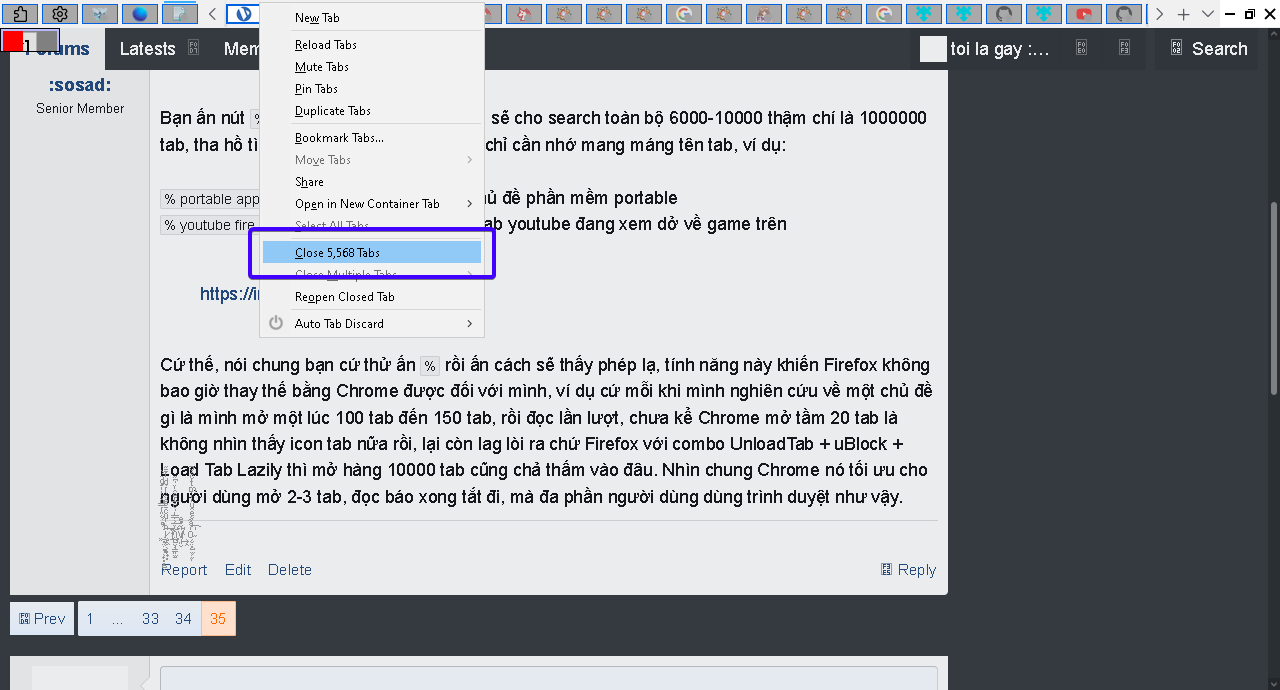 New Tab
Reload Tabs
Mute Tabs
Pin Tabs
Duplicate Tabs
Bookmark Tabs...
Move Tabs
Share
Open in New Container Tab
Select All Tabs
Close 5,568 Tabs
Close Multiple Tabs
Reopen Closed Tab
Auto Tab Discard
1
Forums
Latests
Mem
toi la gay :...
Search
:sosad:
Senior Member
Bạn ấn nút % sẽ cho search toàn bộ 6000-10000 thậm chí là 1000000
tab, tha hồ chỉ cần nhớ mang máng tên tab, ví dụ:
% portable app đề phần mềm portable
% youtube fire youtube đang xem dở về game trên
https://i
Cứ thế, nói chung bạn cứ thử ấn % rồi ấn cách sẽ thấy phép lạ, tính năng này khiến Firefox không
bao giờ thay thế bằng Chrome được đối với mình, ví dụ cứ mỗi khi mình nghiên cứu về một chủ đề
gì là mình mở một lúc 100 tab đến 150 tab, rồi đọc lần lượt, chưa kể Chrome mở tầm 20 tab là
không nhìn thấy icon tab nữa rồi, lại còn lag lòi ra chứ Firefox với combo UnloadTab + uBlock +
Load Tab Lazily thì mở hàng 10000 tab cũng chả thấm vào đâu. Nhìn chung Chrome nó tối ưu cho
người dùng mở 2-3 tab, đọc báo xong tắt đi, mà đa phần người dùng dùng trình duyệt như vậy.
Report Edit Delete
Reply
Prev 1 ... 33 34 35